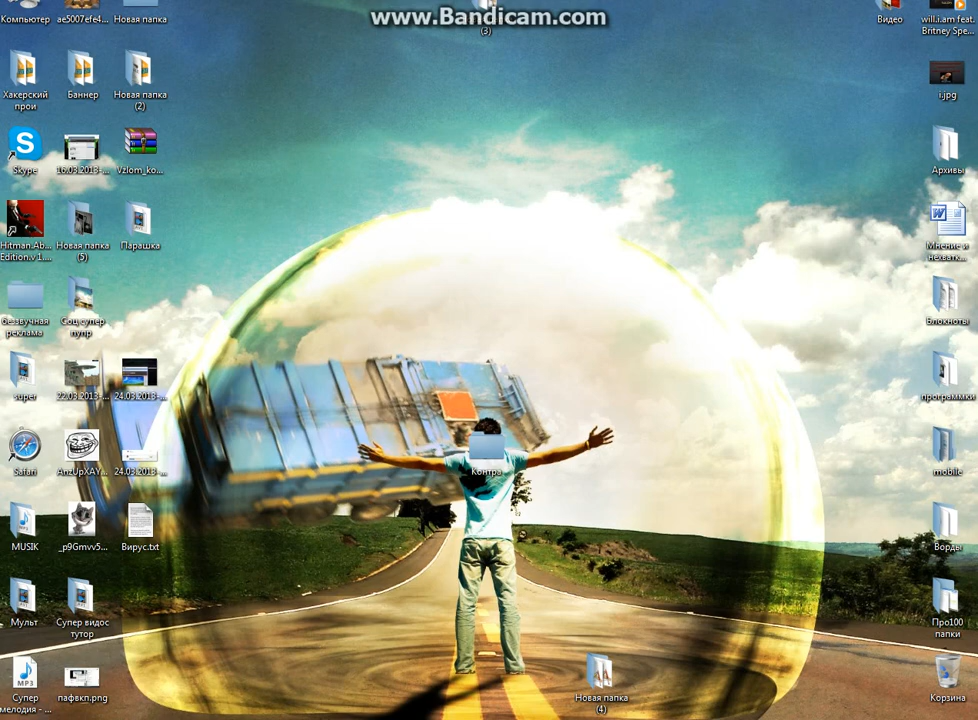 www.Bandicam.com
Компьютер
ae5007efe4...
Новая папка
(3)
Видео
will.i.am feat.
Britney Spe...
Хакерский
прои
Баннер
Новая папка
(2)
i.jpg
Skype
16.03.2013-...
Vzlom_ko...
Архивы
Hitman.Ab...
Edition.v 1....
Новая папка
(5)
Парашка
Мнение и
нехватк...
беззвучная
реклама
Соц.супер
пупр
Блокноты
super
22.03.2013-...
24.03.2013-...
программки
Safari
AnzUpXAY...
24.03.2013-...
Контра
mobile
MUSIK
_p9Gmvv5...
Вирус.txt
Ворды
Мульт
Супер видос
тутор
Про100
папки
Супер
мелодия - ...
пафвкп.png
Новая папка
(4)
Корзина